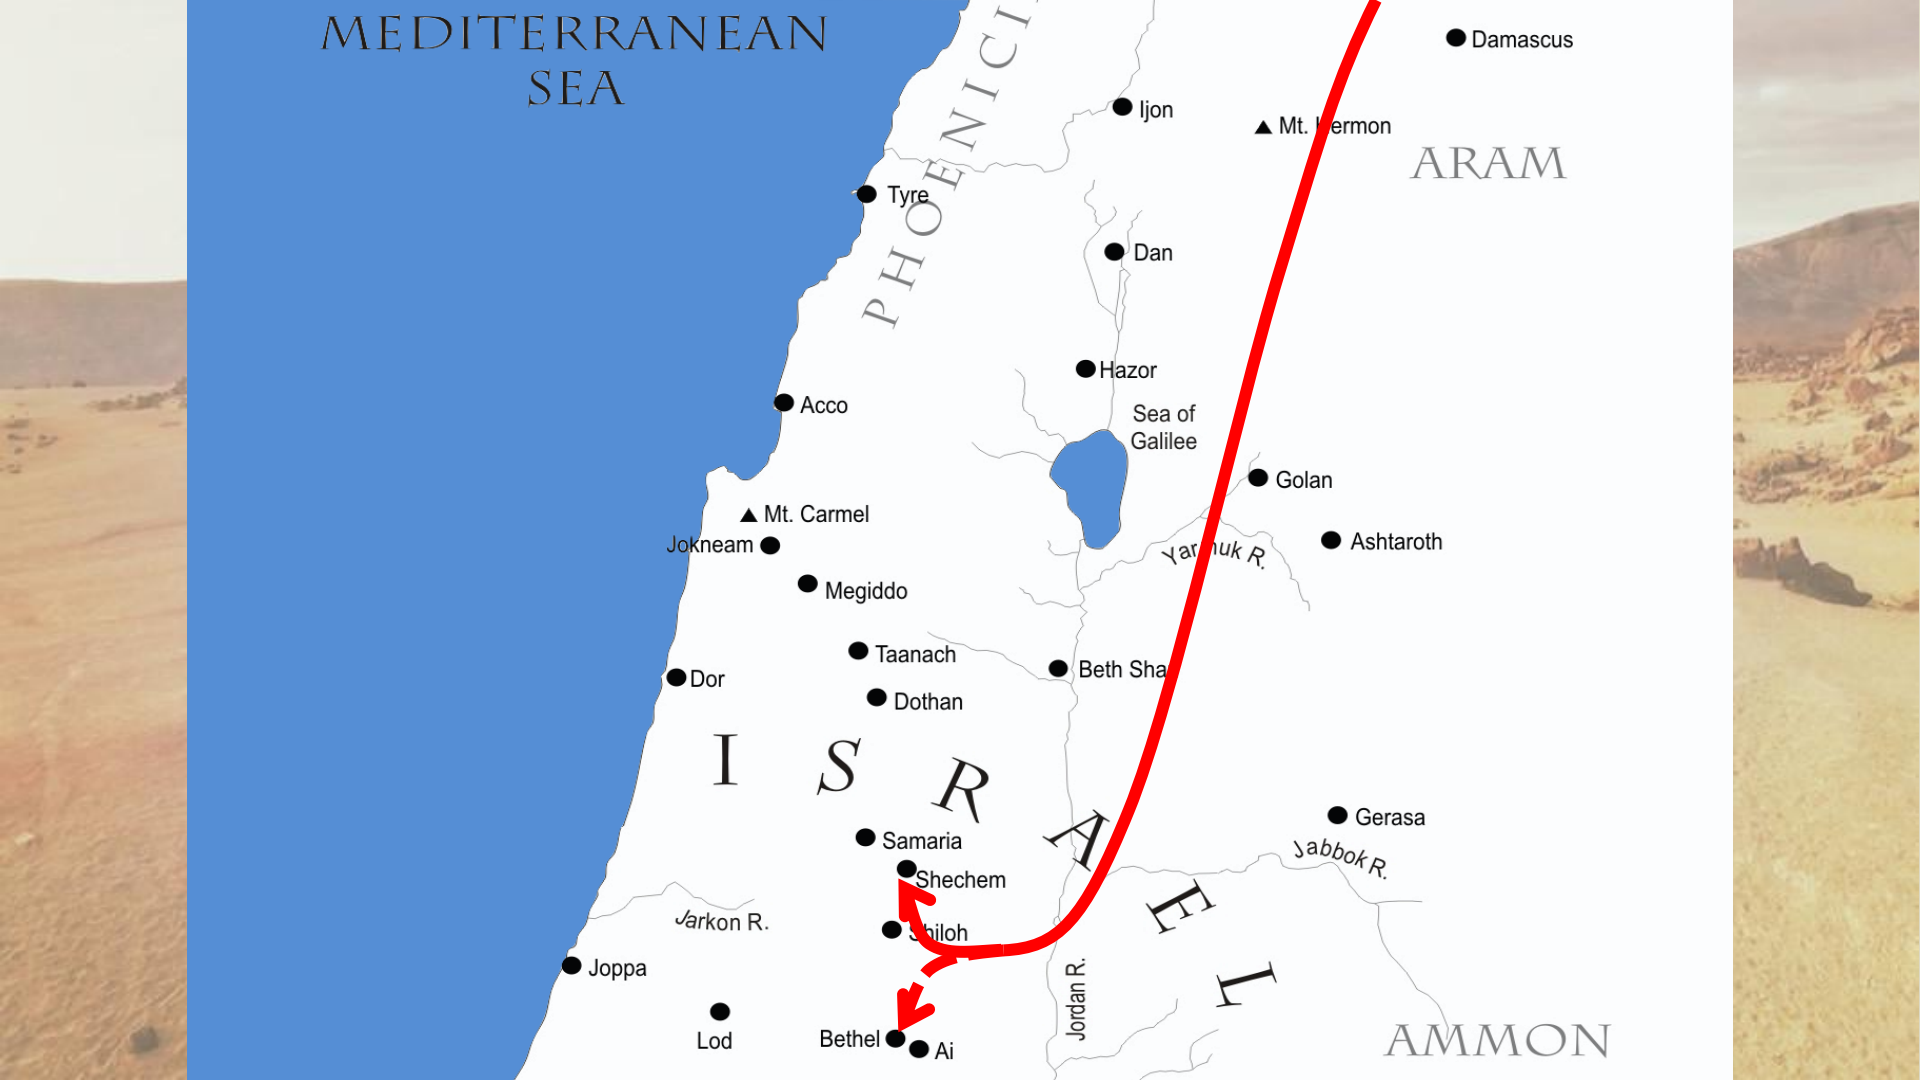 MEDITERRANEAN
SEA
PHOENICI
Damascus
Ijon
Mt. Hermon
ARAM
Tyre
Dan
Hazor
Acco
Sea of
Galilee
Golan
Mt. Carmel
Jokneam
Ashtaroth
Yarmuk R.
Megiddo
Taanach
Beth Sha
Dor
Dothan
ISRAEL
Gerasa
Samaria
Jabbok R.
Shechem
Jarkon R.
Shiloh
Joppa
Jordan R.
Lod
Bethel
Ai
AMMON